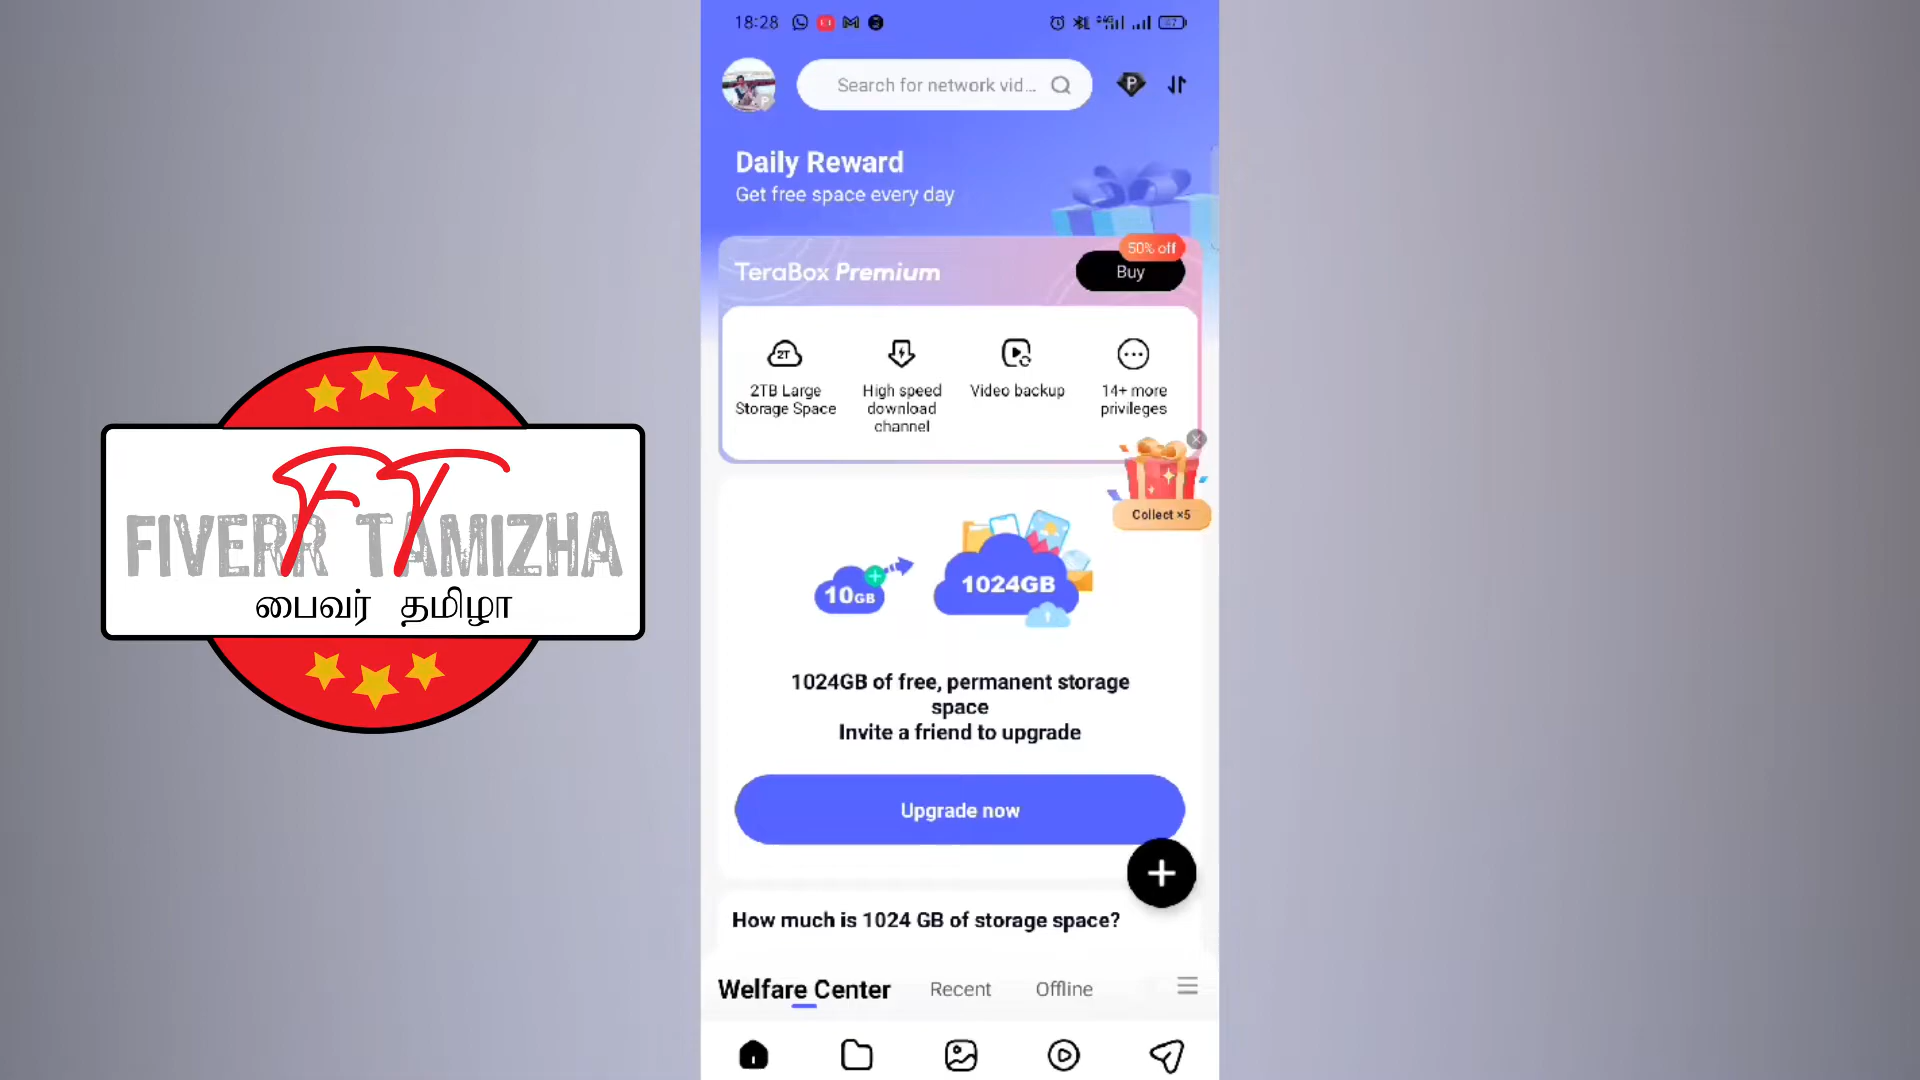 18:28
Search for network vid...
Daily Reward
Get free space every day
50% off
TeraBox Premium
Buy
2T
2TB Large
Storage Space
High speed
download
channel
Video backup
14+ more
privileges
Collect ×5
FT
FIVERR TAMIZHA
பைவர் தமிழா
10GB
1024GB
1024GB of free, permanent storage
space
Invite a friend to upgrade
Upgrade now
How much is 1024 GB of storage space?
Welfare Center
Recent
Offline